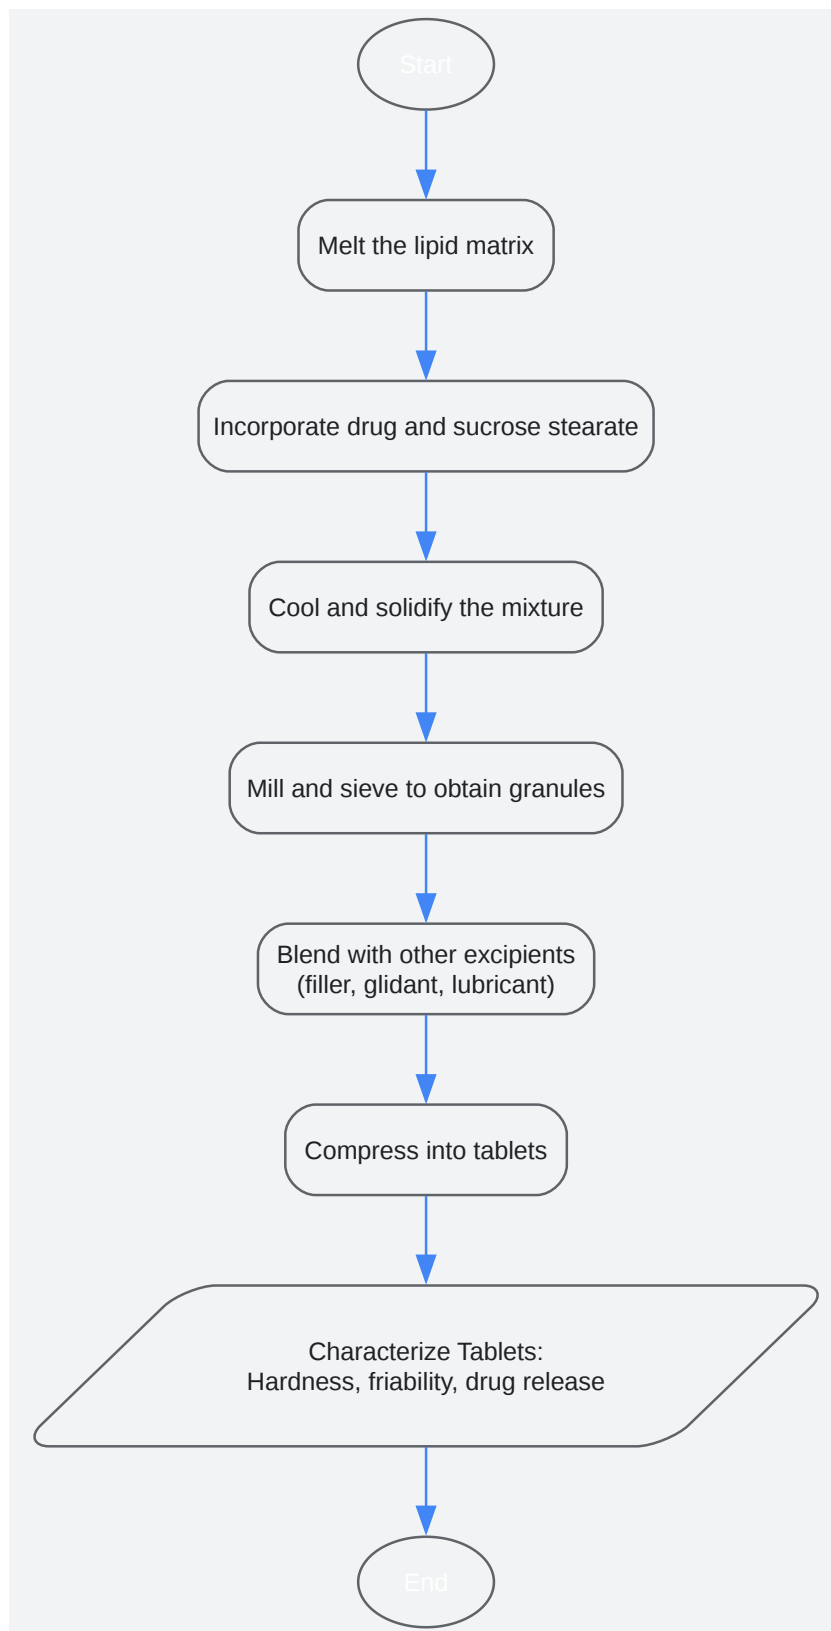 Start
Melt the lipid matrix
Incorporate drug and sucrose stearate
Cool and solidify the mixture
Mill and sieve to obtain granules
Blend with other excipients
(filler, glidant, lubricant)
Compress into tablets
Characterize Tablets:
Hardness, friability, drug release
End